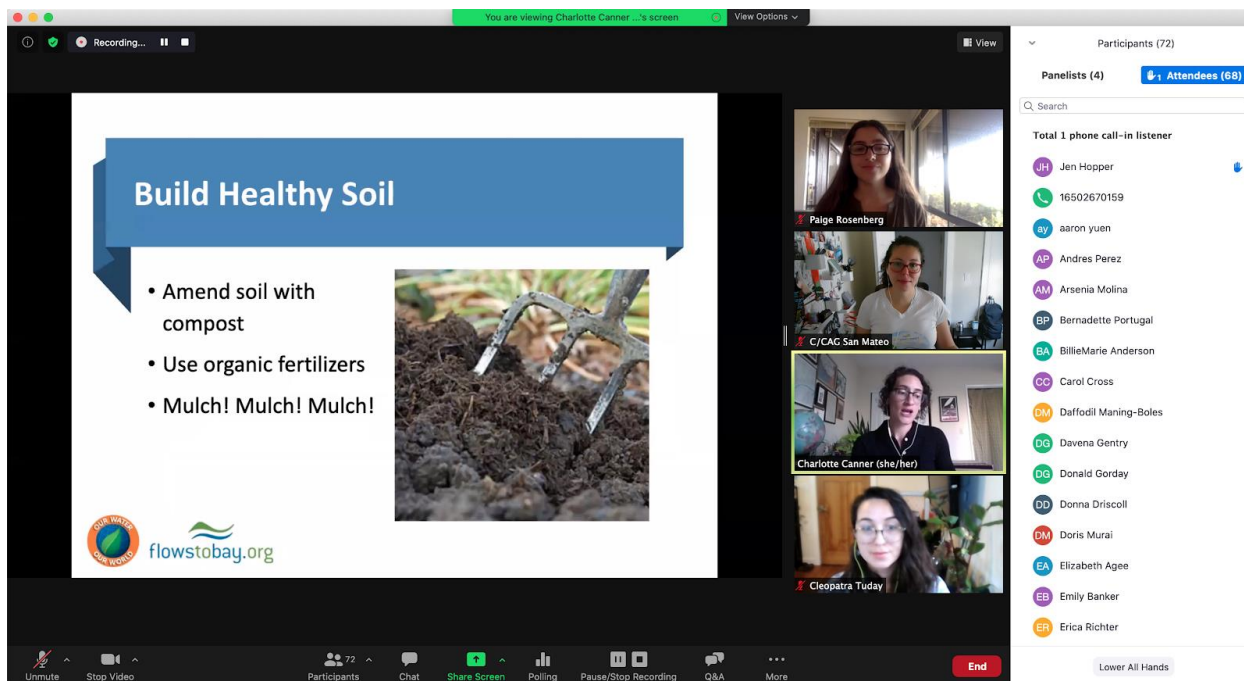 You are viewing Charlotte Canner ...'s screen
View Options
Recording...
View
Build Healthy Soil
• Amend soil with
compost
• Use organic fertilizers
• Mulch! Mulch! Mulch!
OUR WATER
OUR WORLD
flowstobay.org
Paige Rosenberg
C/CAG San Mateo
Charlotte Canner (she/her)
Cleopatra Tuday
Participants (72)
Panelists (4)
1 Attendees (68)
Search
Total 1 phone call-in listener
JH Jen Hopper
16502670159
ay aaron yuen
AP Andres Perez
AM Arsenia Molina
BP Bernadette Portugal
BA BillieMarie Anderson
CC Carol Cross
DM Daffodil Maning-Boles
DG Davena Gentry
DG Donald Gorday
DD Donna Driscoll
DM Doris Murai
EA Elizabeth Agee
EB Emily Banker
ER Erica Richter
Lower All Hands
Unmute
Stop Video
72
Participants
Chat
Share Screen
Polling
Pause/Stop Recording
Q&A
More
End